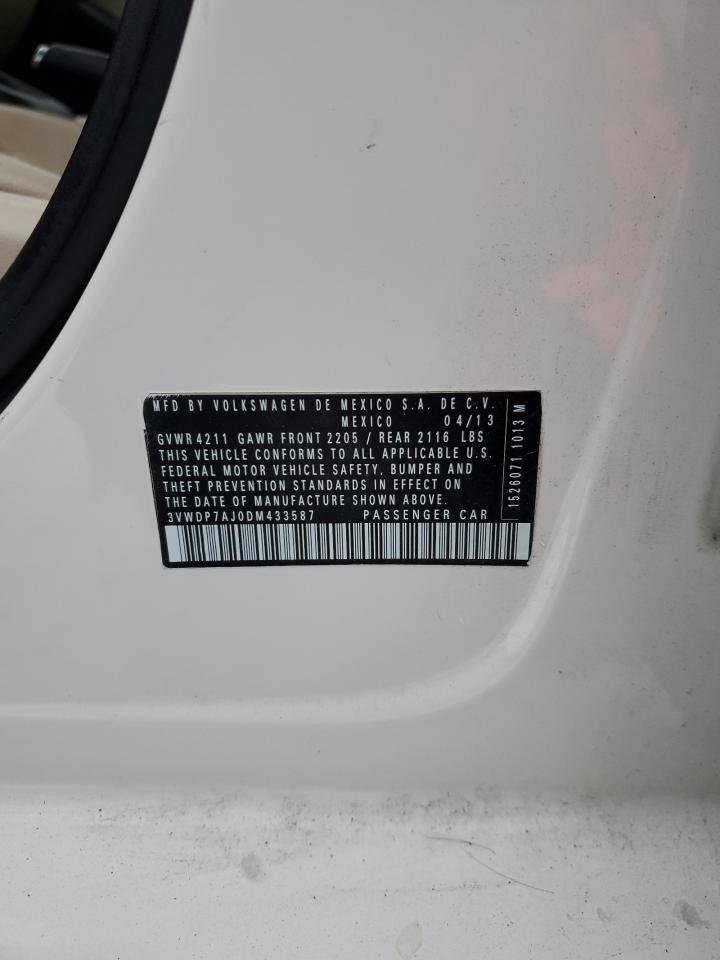 MFD BY VOLKSWAGEN DE MEXICO S.A. DE C.V.
MEXICO 04/13
GVWR 4211 GAWR FRONT 2205 / REAR 2116 LBS
THIS VEHICLE CONFORMS TO ALL APPLICABLE U.S.
FEDERAL MOTOR VEHICLE SAFETY, BUMPER AND
THEFT PREVENTION STANDARDS IN EFFECT ON
THE DATE OF MANUFACTURE SHOWN ABOVE.
3VWDP7AJ0DM433587 PASSENGER CAR
1526071 1013 M